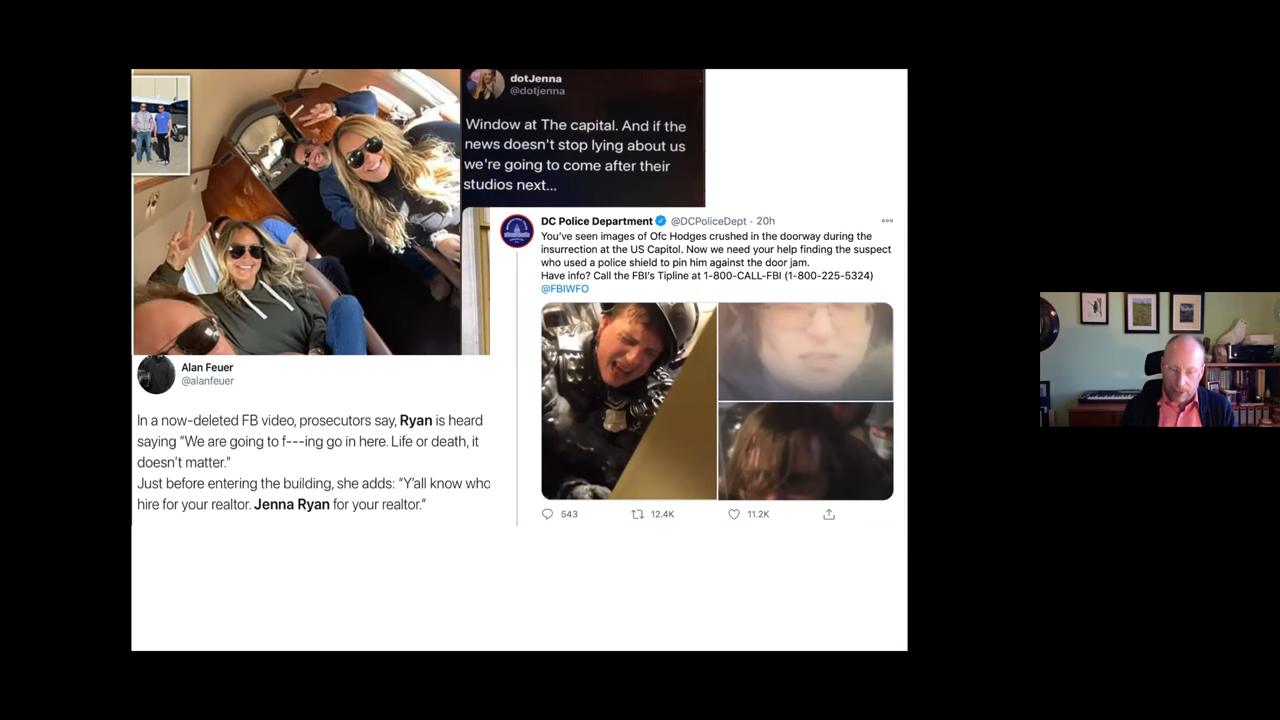 dotJenna
@dotjenna
Window at The capital. And if the
news doesn't stop lying about us
we're going to come after their
studios next...
DC Police Department @DCPoliceDept · 20h
You've seen images of Ofc Hodges crushed in the doorway during the
insurrection at the US Capitol. Now we need your help finding the suspect
who used a police shield to pin him against the door jam.
Have info? Call the FBI's Tipline at 1-800-CALL-FBI (1-800-225-5324)
@FBIWFO
543 12.4K 11.2K
Alan Feuer
@alanfeuer
In a now-deleted FB video, prosecutors say, Ryan is heard
saying “We are going to f---ing go in here. Life or death, it
doesn’t matter."
Just before entering the building, she adds: “Y’all know who
hire for your realtor. Jenna Ryan for your realtor.”